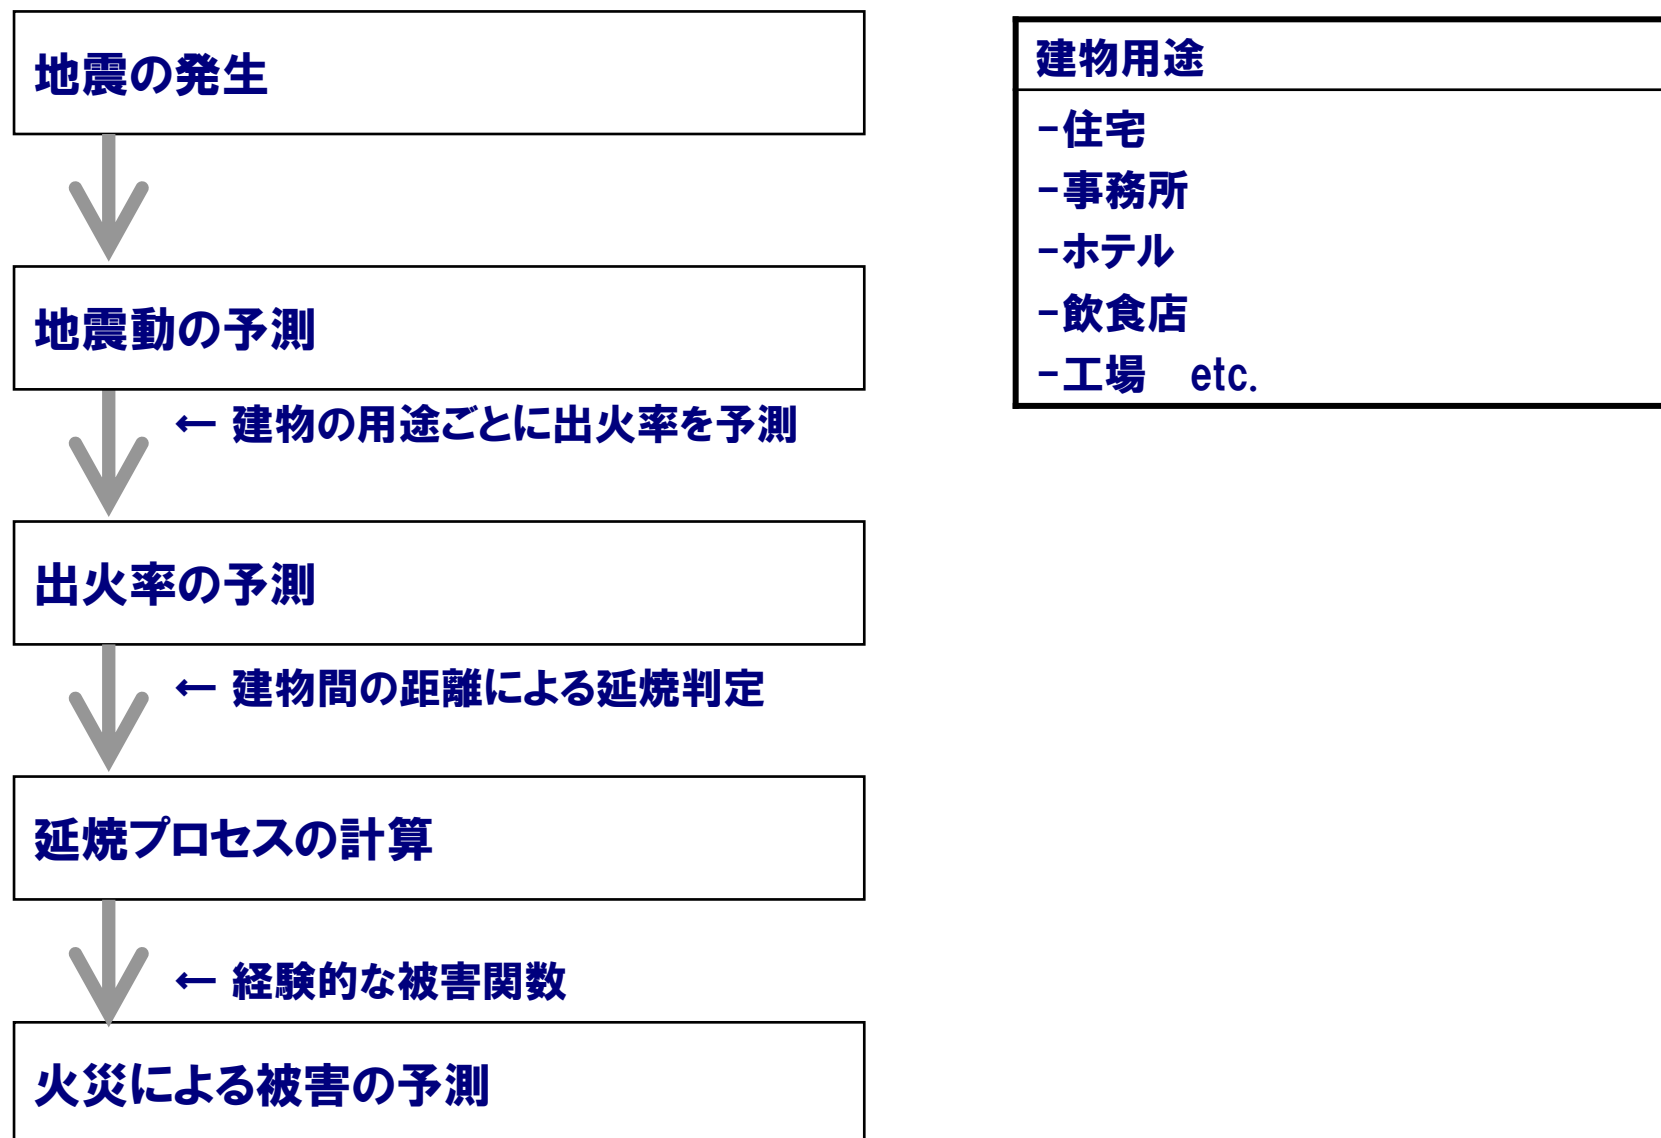 地震の発生
地震動の予測
← 建物の用途ごとに出火率を予測
出火率の予測
← 建物間の距離による延焼判定
延焼プロセスの計算
← 経験的な被害関数
火災による被害の予測
建物用途
-住宅
-事務所
-ホテル
-飲食店
-工場　etc.